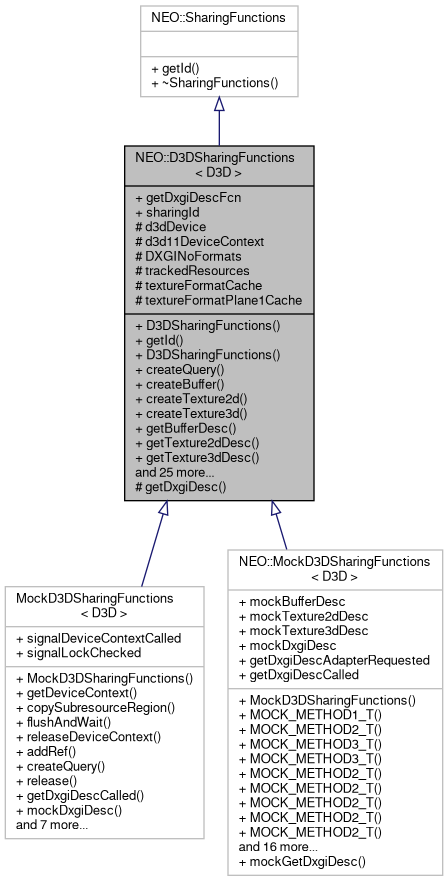 NEO::SharingFunctions
+ getId()
+ ~SharingFunctions()
NEO::D3DSharingFunctions
< D3D >
+ getDxgiDescFcn
+ sharingId
# d3dDevice
# d3d11DeviceContext
# DXGINoFormats
# trackedResources
# textureFormatCache
# textureFormatPlane1Cache
+ D3DSharingFunctions()
+ getId()
+ D3DSharingFunctions()
+ createQuery()
+ createBuffer()
+ createTexture2d()
+ createTexture3d()
+ getBufferDesc()
+ getTexture2dDesc()
+ getTexture3dDesc()
and 25 more...
# getDxgiDesc()
MockD3DSharingFunctions
< D3D >
+ signalDeviceContextCalled
+ signalLockChecked
+ MockD3DSharingFunctions()
+ getDeviceContext()
+ copySubresourceRegion()
+ flushAndWait()
+ releaseDeviceContext()
+ addRef()
+ createQuery()
+ release()
+ getDxgiDescCalled()
+ mockDxgiDesc()
and 7 more...
NEO::MockD3DSharingFunctions
< D3D >
+ mockBufferDesc
+ mockTexture2dDesc
+ mockTexture3dDesc
+ mockDxgiDesc
+ getDxgiDescAdapterRequested
+ getDxgiDescCalled
+ MockD3DSharingFunctions()
+ MOCK_METHOD1_T()
+ MOCK_METHOD2_T()
+ MOCK_METHOD3_T()
+ MOCK_METHOD3_T()
+ MOCK_METHOD2_T()
+ MOCK_METHOD2_T()
+ MOCK_METHOD2_T()
+ MOCK_METHOD2_T()
+ MOCK_METHOD2_T()
and 16 more...
+ mockGetDxgiDesc()